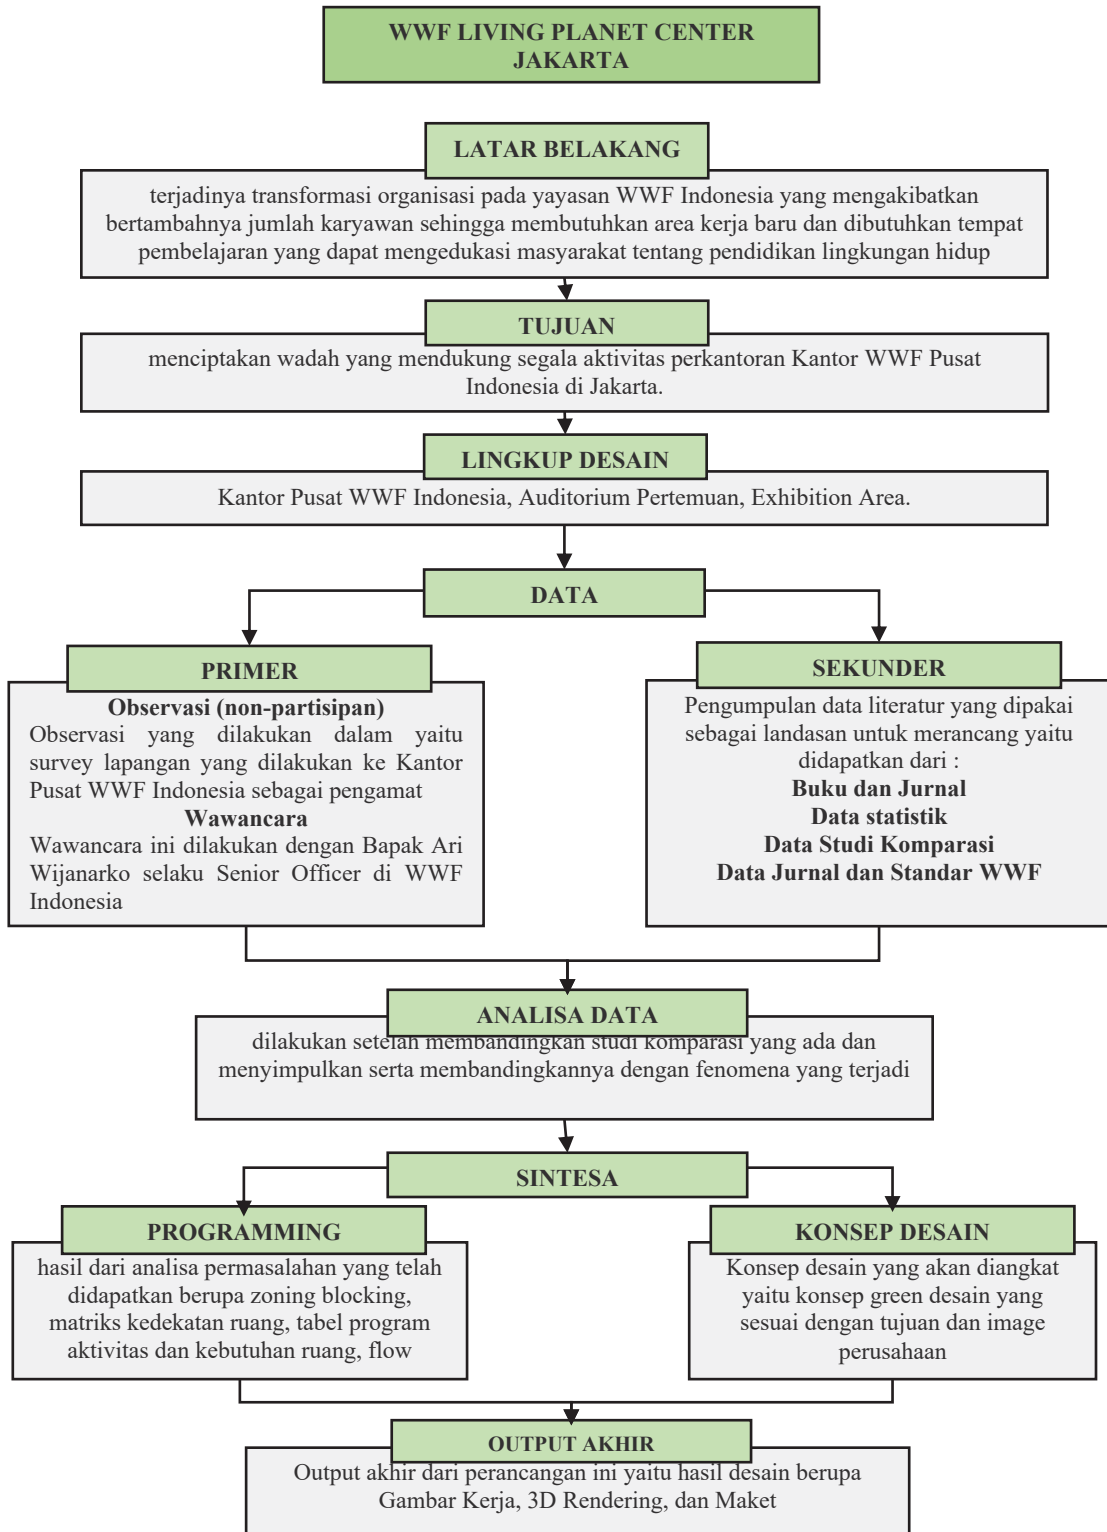 WWF LIVING PLANET CENTER
JAKARTA
LATAR BELAKANG
terjadinya transformasi organisasi pada yayasan WWF Indonesia yang mengakibatkan
bertambahnya jumlah karyawan sehingga membutuhkan area kerja baru dan dibutuhkan tempat
pembelajaran yang dapat mengedukasi masyarakat tentang pendidikan lingkungan hidup
TUJUAN
menciptakan wadah yang mendukung segala aktivitas perkantoran Kantor WWF Pusat
Indonesia di Jakarta.
LINGKUP DESAIN
Kantor Pusat WWF Indonesia, Auditorium Pertemuan, Exhibition Area.
DATA
PRIMER
Observasi (non-partisipan)
Observasi yang dilakukan dalam yaitu
survey lapangan yang dilakukan ke Kantor
Pusat WWF Indonesia sebagai pengamat
Wawancara
Wawancara ini dilakukan dengan Bapak Ari
Wijanarko selaku Senior Officer di WWF
Indonesia
SEKUNDER
Pengumpulan data literatur yang dipakai
sebagai landasan untuk merancang yaitu
didapatkan dari :
Buku dan Jurnal
Data statistik
Data Studi Komparasi
Data Jurnal dan Standar WWF
ANALISA DATA
dilakukan setelah membandingkan studi komparasi yang ada dan
menyimpulkan serta membandingkannya dengan fenomena yang terjadi
SINTESA
PROGRAMMING
hasil dari analisa permasalahan yang telah
didapatkan berupa zoning blocking,
matriks kedekatan ruang, tabel program
aktivitas dan kebutuhan ruang, flow
KONSEP DESAIN
Konsep desain yang akan diangkat
yaitu konsep green desain yang
sesuai dengan tujuan dan image
perusahaan
OUTPUT AKHIR
Output akhir dari perancangan ini yaitu hasil desain berupa
Gambar Kerja, 3D Rendering, dan Maket